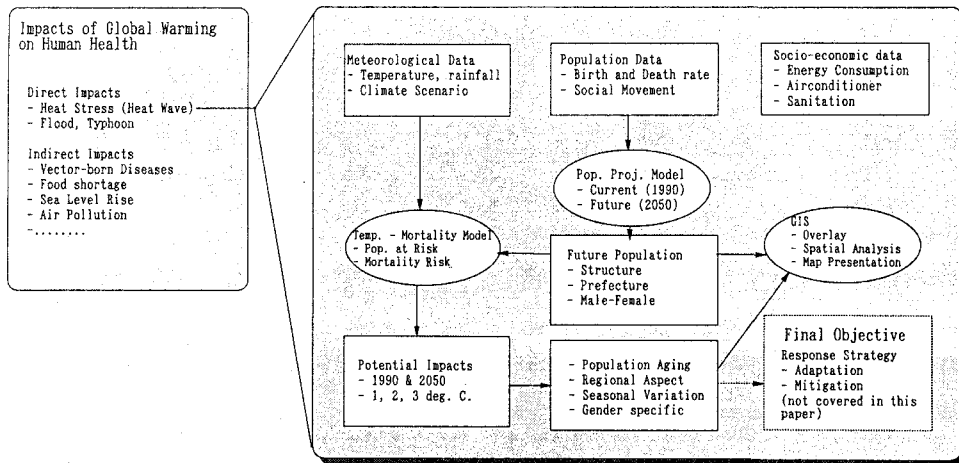 Impacts of Global Warming
on Human Health
Direct Impacts
- Heat Stress (Heat Wave)
- Flood, Typhoon
Indirect Impacts
- Vector-born Diseases
- Food shortage
- Sea Level Rise
- Air Pollution
-........
Meteorological Data
- Temperature, rainfall
- Climate Scenario
Population Data
- Birth and Death rate
- Social Movement
Socio-economic data
- Energy Consumption
- Airconditioner
- Sanitation
Pop. Proj. Model
- Current (1990)
- Future (2050)
Temp. - Mortality Model
- Pop. at Risk
- Mortality Risk
Future Population
- Structure
- Prefecture
- Male-Female
GIS
- Overlay
- Spatial Analysis
- Map Presentation
Potential Impacts
- 1990 & 2050
- 1, 2, 3 deg. C.
- Population Aging
- Regional Aspect
- Seasonal Variation
- Gender specific
Final Objective
Response Strategy
- Adaptation
- Mitigation
(not covered in this
paper)